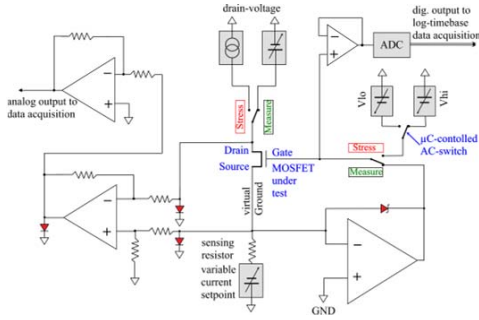 drain-voltage
dig. output to
log-timebase
data acquisition
ADC
analog output to
data acquisition
Vlo
Vhi
Stress
Measure
µC-contolled
AC-switch
Drain
Source
Gate
MOSFET
under
test
Stress
Measure
virtual
Ground
sensing
resistor
variable
current
setpoint
GND